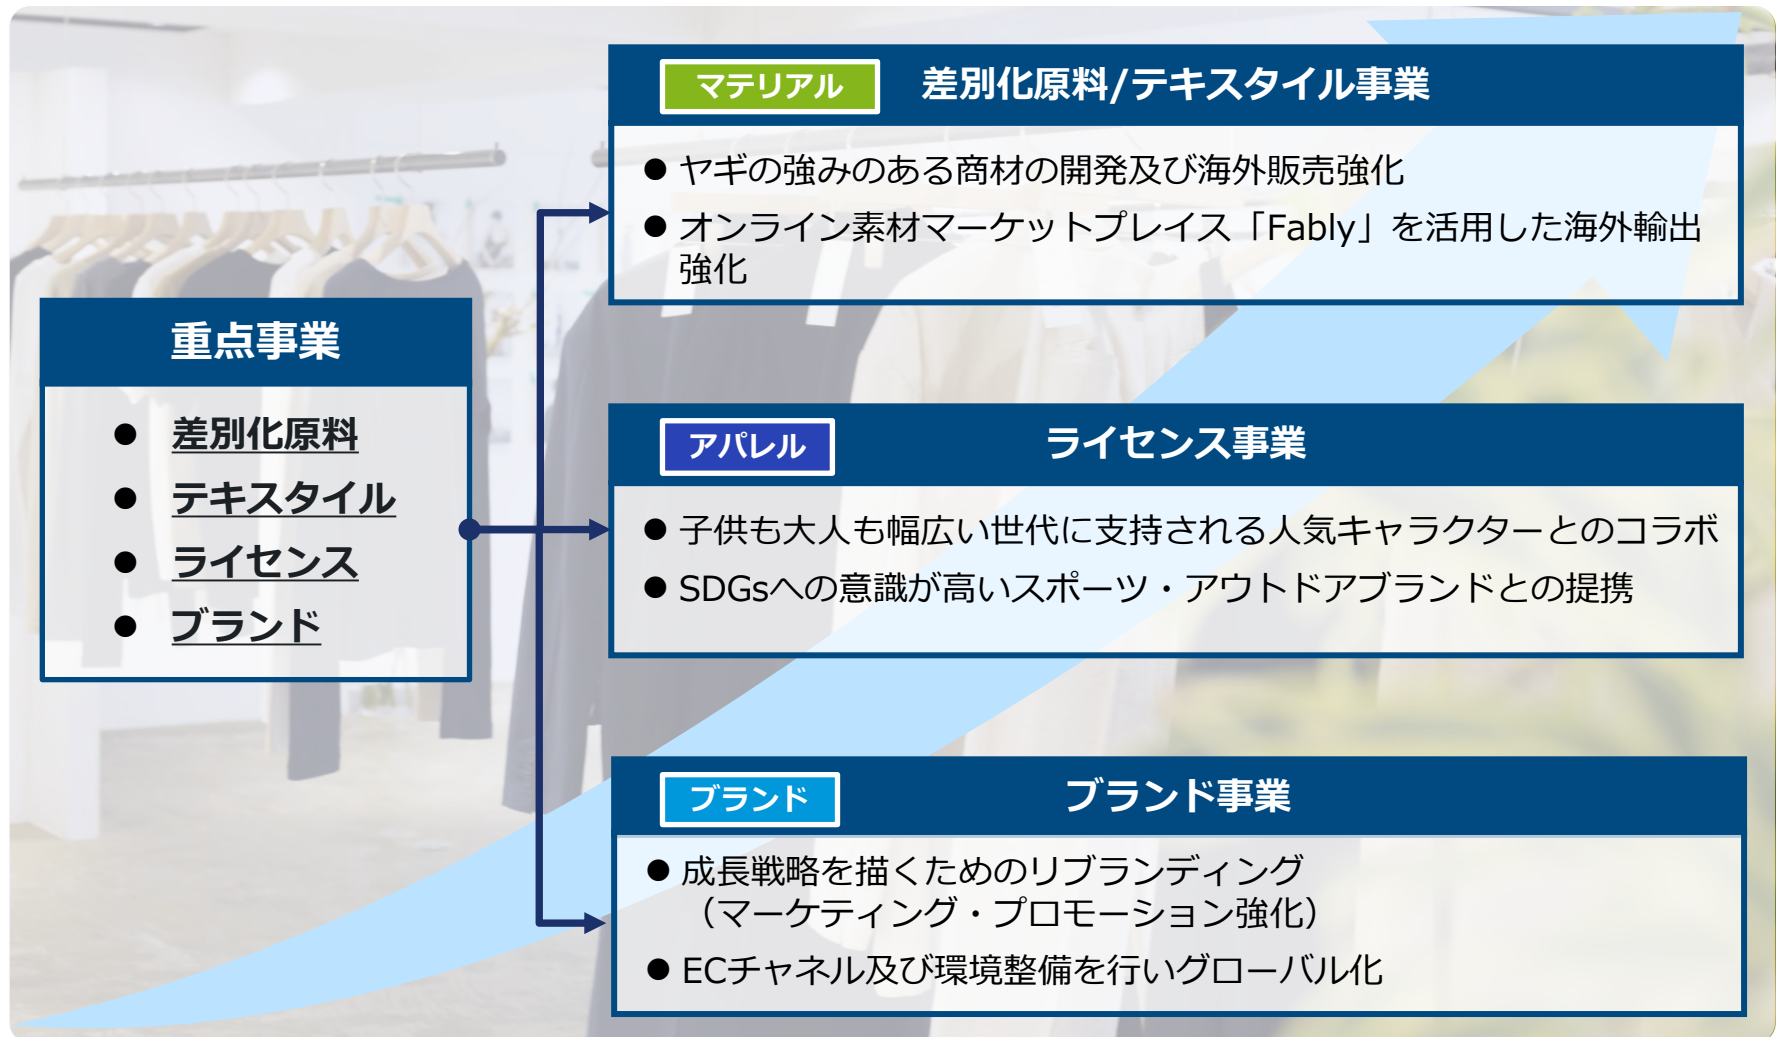 重点事業
● 差別化原料
● テキスタイル
● ライセンス
● ブランド
マテリアル 差別化原料/テキスタイル事業
● ヤギの強みのある商材の開発及び海外販売強化
● オンライン素材マーケットプレイス「Fably」を活用した海外輸出
強化
アパレル ライセンス事業
● 子供も大人も幅広い世代に支持される人気キャラクターとのコラボ
● SDGsへの意識が高いスポーツ・アウトドアブランドとの提携
ブランド ブランド事業
● 成長戦略を描くためのリブランディング
（マーケティング・プロモーション強化）
● ECチャネル及び環境整備を行いグローバル化